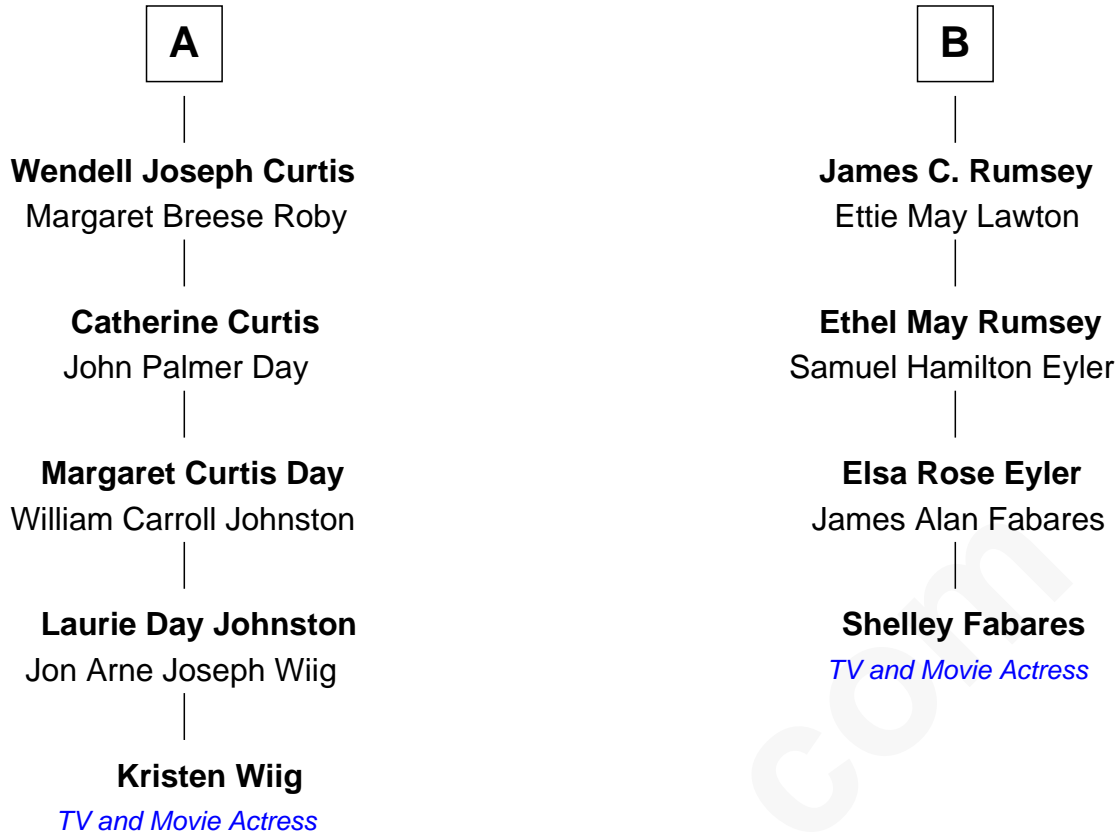 A
Wendell Joseph Curtis
Margaret Breese Roby
Catherine Curtis
John Palmer Day
Margaret Curtis Day
William Carroll Johnston
Laurie Day Johnston
Jon Arne Joseph Wiig
Kristen Wiig
TV and Movie Actress
B
James C. Rumsey
Ettie May Lawton
Ethel May Rumsey
Samuel Hamilton Eyler
Elsa Rose Eyler
James Alan Fabares
Shelley Fabares
TV and Movie Actress
com